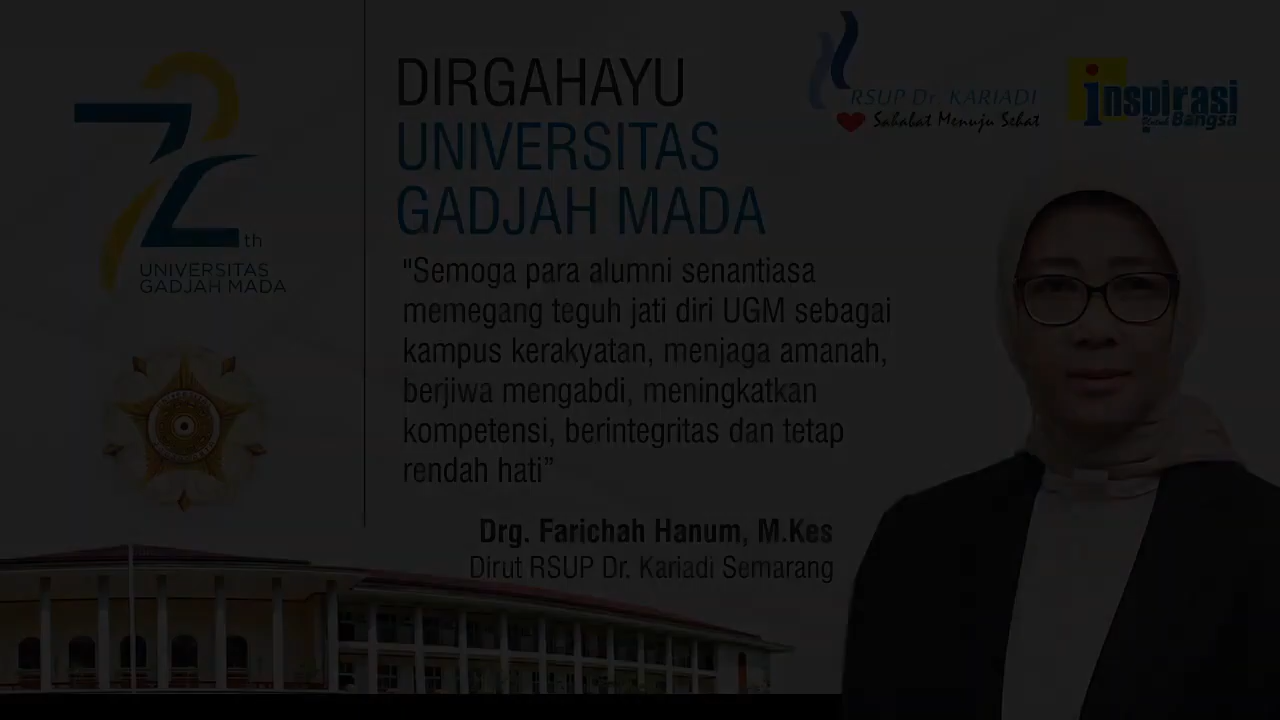 72th
UNIVERSITAS
GADJAH MADA
DIRGAHAYU
UNIVERSITAS
GADJAH MADA
"Semoga para alumni senantiasa
memegang teguh jati diri UGM sebagai
kampus kerakyatan, menjaga amanah,
berjiwa mengabdi, meningkatkan
kompetensi, berintegritas dan tetap
rendah hati”
Drg. Farichah Hanum, M.Kes
Dirut RSUP Dr. Kariadi Semarang
RSUP Dr. KARIADI
Sahabat Menuju Sehat
inspirasi
Untuk Bangsa